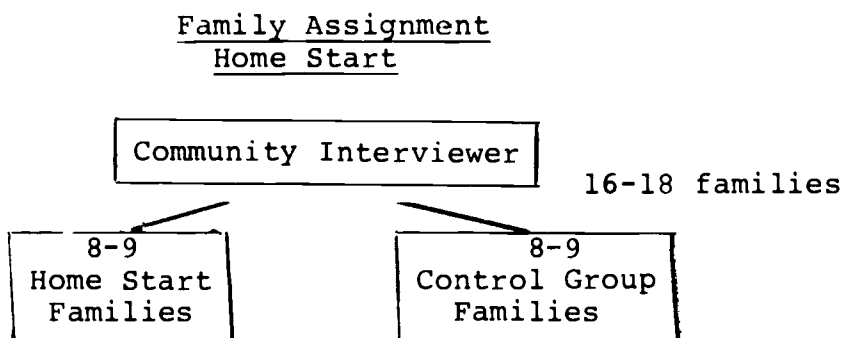 Family Assignment
Home Start
Community Interviewer
16-18 families
8-9
Home Start
Families
8-9
Control Group
Families